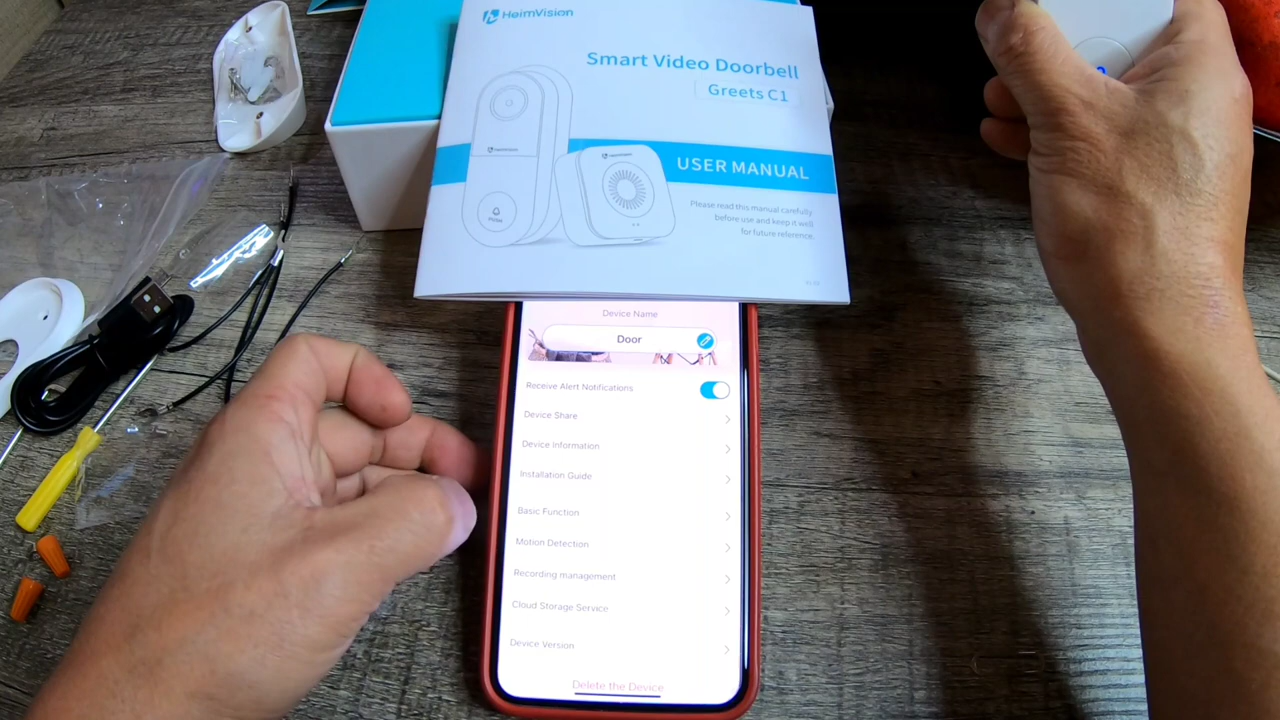 HeimVision
Smart Video Doorbell
Greets C1
USER MANUAL
Please read this manual carefully
before use and keep it well
for future reference.
HeimVision
HeimVision
Device Name
Door
Receive Alert Notifications
Device Share
Device Information
Installation Guide
Basic Function
Motion Detection
Recording management
Cloud Storage Service
Device Version
Delete the Device